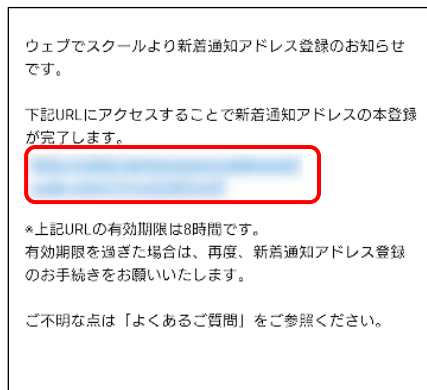 ウェブでスクールより新着通知アドレス登録のお知らせ
です。
下記URLにアクセスすることで新着通知アドレスの本登録
が完了します。
*上記URLの有効期限は8時間です。
有効期限を過ぎた場合は、再度、新着通知アドレス登録
のお手続きをお願いいたします。
ご不明な点は「よくあるご質問」をご参照ください。